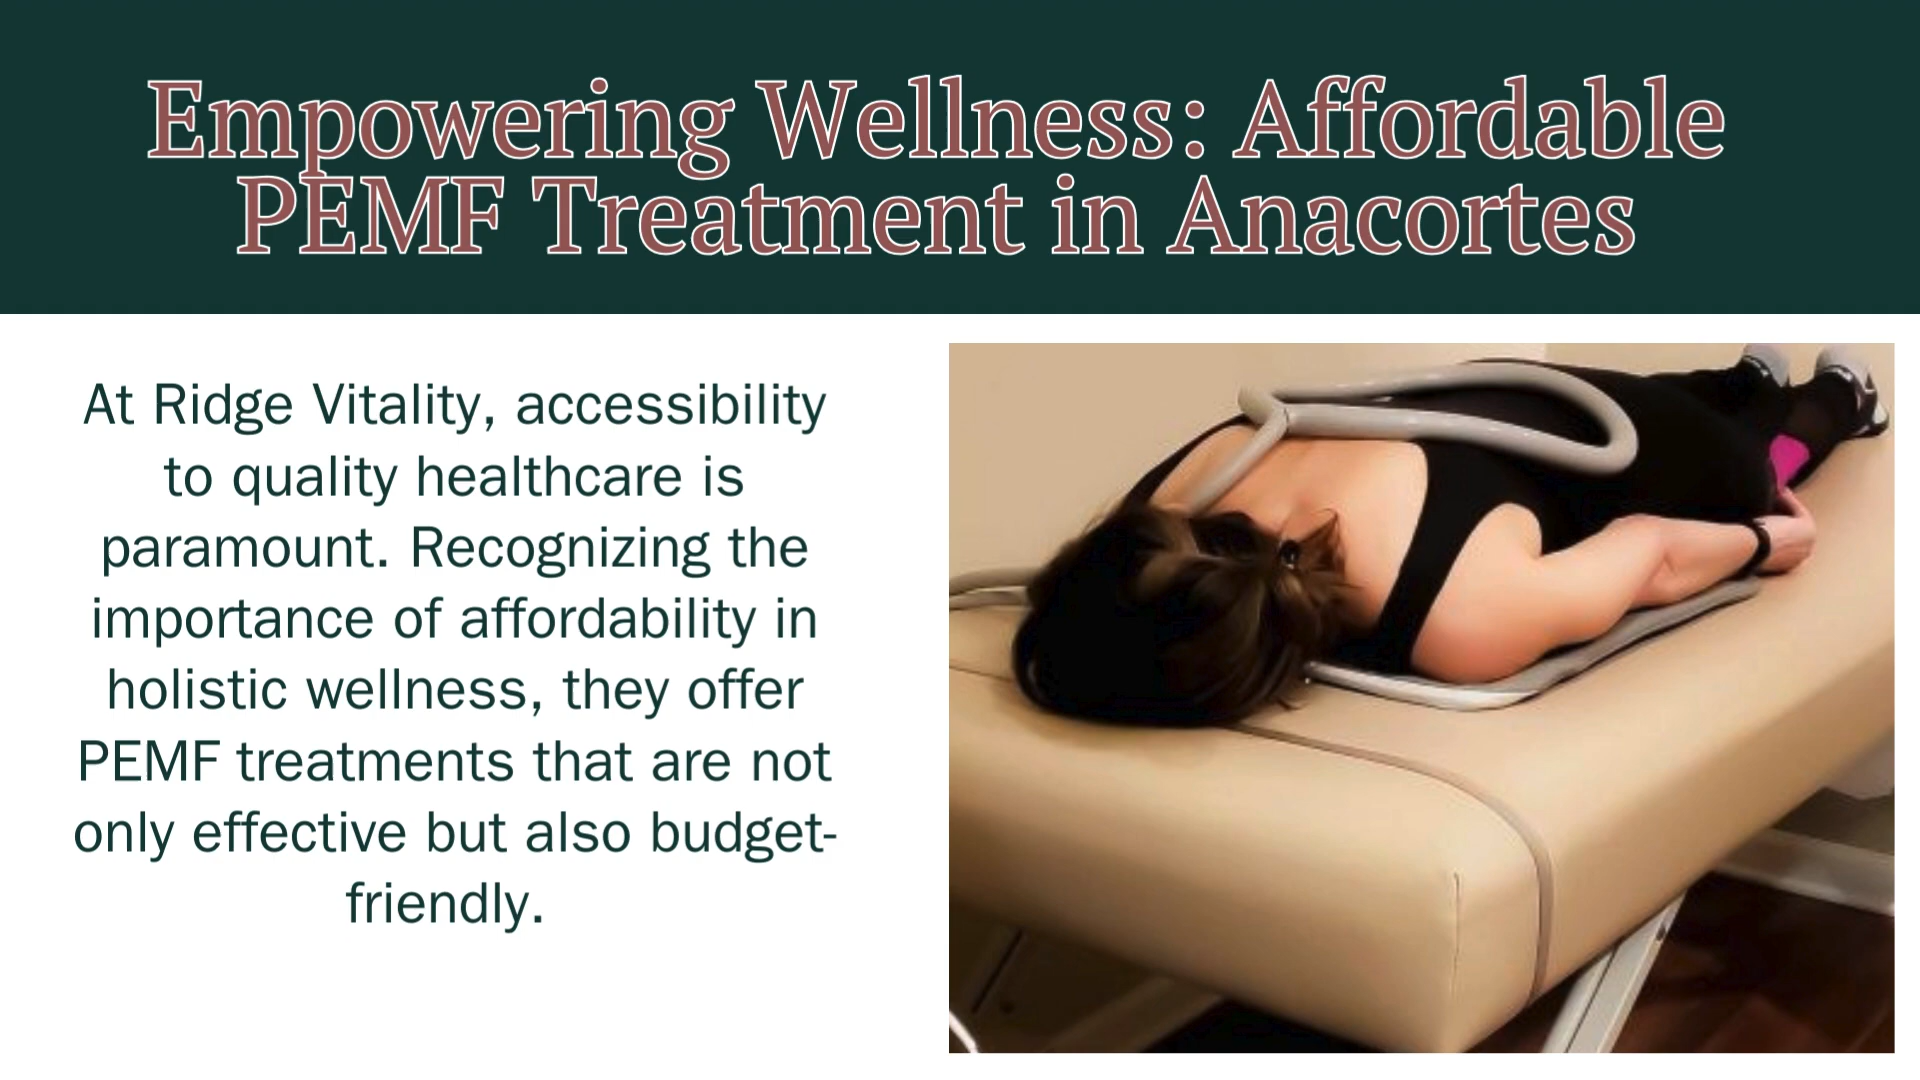 Empowering Wellness: Affordable
PEMF Treatment in Anacortes
At Ridge Vitality, accessibility
to quality healthcare is
paramount. Recognizing the
importance of affordability in
holistic wellness, they offer
PEMF treatments that are not
only effective but also budget-
friendly.